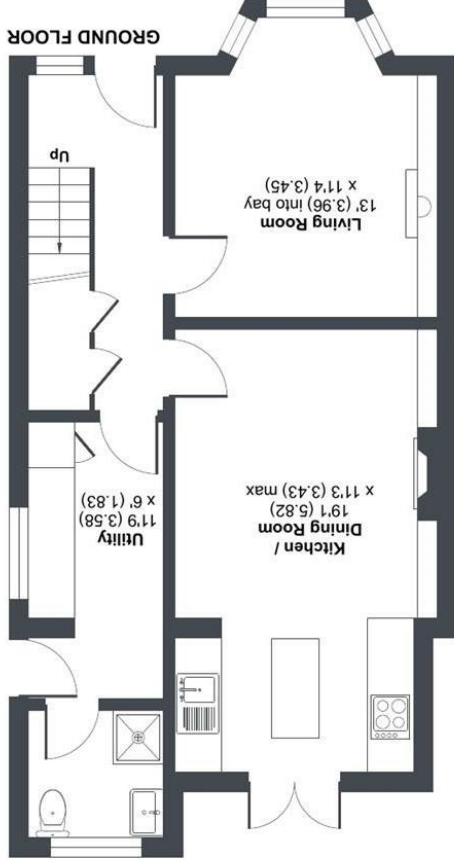 Kitchen /
Dining Room
19'1 (5.82)
x 11'3 (3.43) max
Utility
11'9 (3.58)
x 6' (1.83)
Living Room
13' (3.96) into bay
x 11'4 (3.45)
Up
GROUND FLOOR